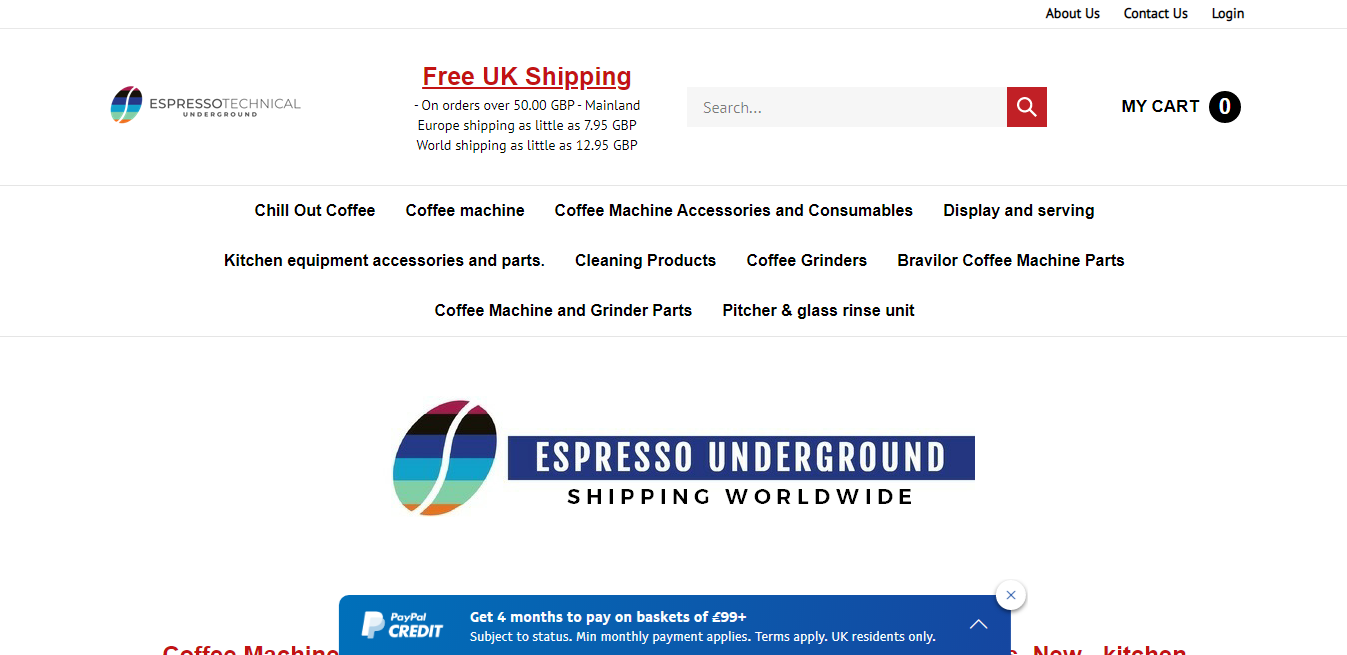 About Us Contact Us Login
Free UK Shipping
- On orders over 50.00 GBP - Mainland
Europe shipping as little as 7.95 GBP
World shipping as little as 12.95 GBP
ESPRESSOTECHNICAL
UNDERGROUND
Search...
MY CART 0
Chill Out Coffee Coffee machine Coffee Machine Accessories and Consumables Display and serving
Kitchen equipment accessories and parts. Cleaning Products Coffee Grinders Bravilor Coffee Machine Parts
Coffee Machine and Grinder Parts Pitcher & glass rinse unit
ESPRESSO UNDERGROUND
SHIPPING WORLDWIDE
PayPal
CREDIT
Get 4 months to pay on baskets of £99+
Subject to status. Min monthly payment applies. Terms apply. UK residents only.
Coffee Machine New kitchen